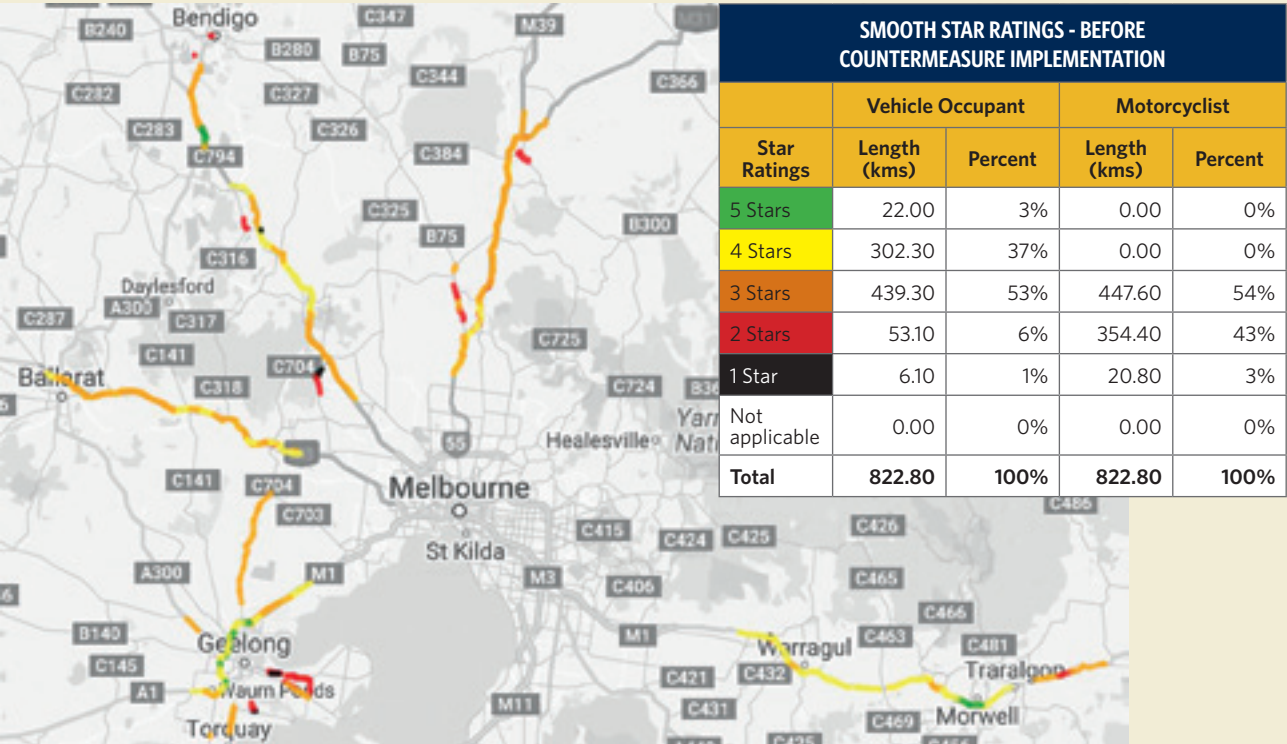 SMOOTH STAR RATINGS - BEFORE
COUNTERMEASURE IMPLEMENTATION
Vehicle Occupant Motorcyclist
Star
Ratings
Length
(kms)
Percent
Length
(kms)
Percent
5 Stars 22.00 3% 0.00 0%
4 Stars 302.30 37% 0.00 0%
3 Stars 439.30 53% 447.60 54%
2 Stars 53.10 6% 354.40 43%
1 Star 6.10 1% 20.80 3%
Not
applicable
0.00 0% 0.00 0%
Total 822.80 100% 822.80 100%
C347
Bendigo
B240
M39
M31
B280
B75
C344
C366
C282
C327
C283
C326
C794
C384
C325
B300
B75
C316
Daylesford
A300
C287
C317
C725
C141
C704
Ballarat
C318
C724
Healesville
55
C141
C704
Melbourne
C703
C486
C415
C426
C424
C425
St Kilda
A300
M1
M3
C406
C465
C466
B140
Geelong
M1
Warragul
C463
C481
C145
C421
C432
Traralgon
A1
Waurn Ponds
M11
C431
Torquay
C469
Morwell